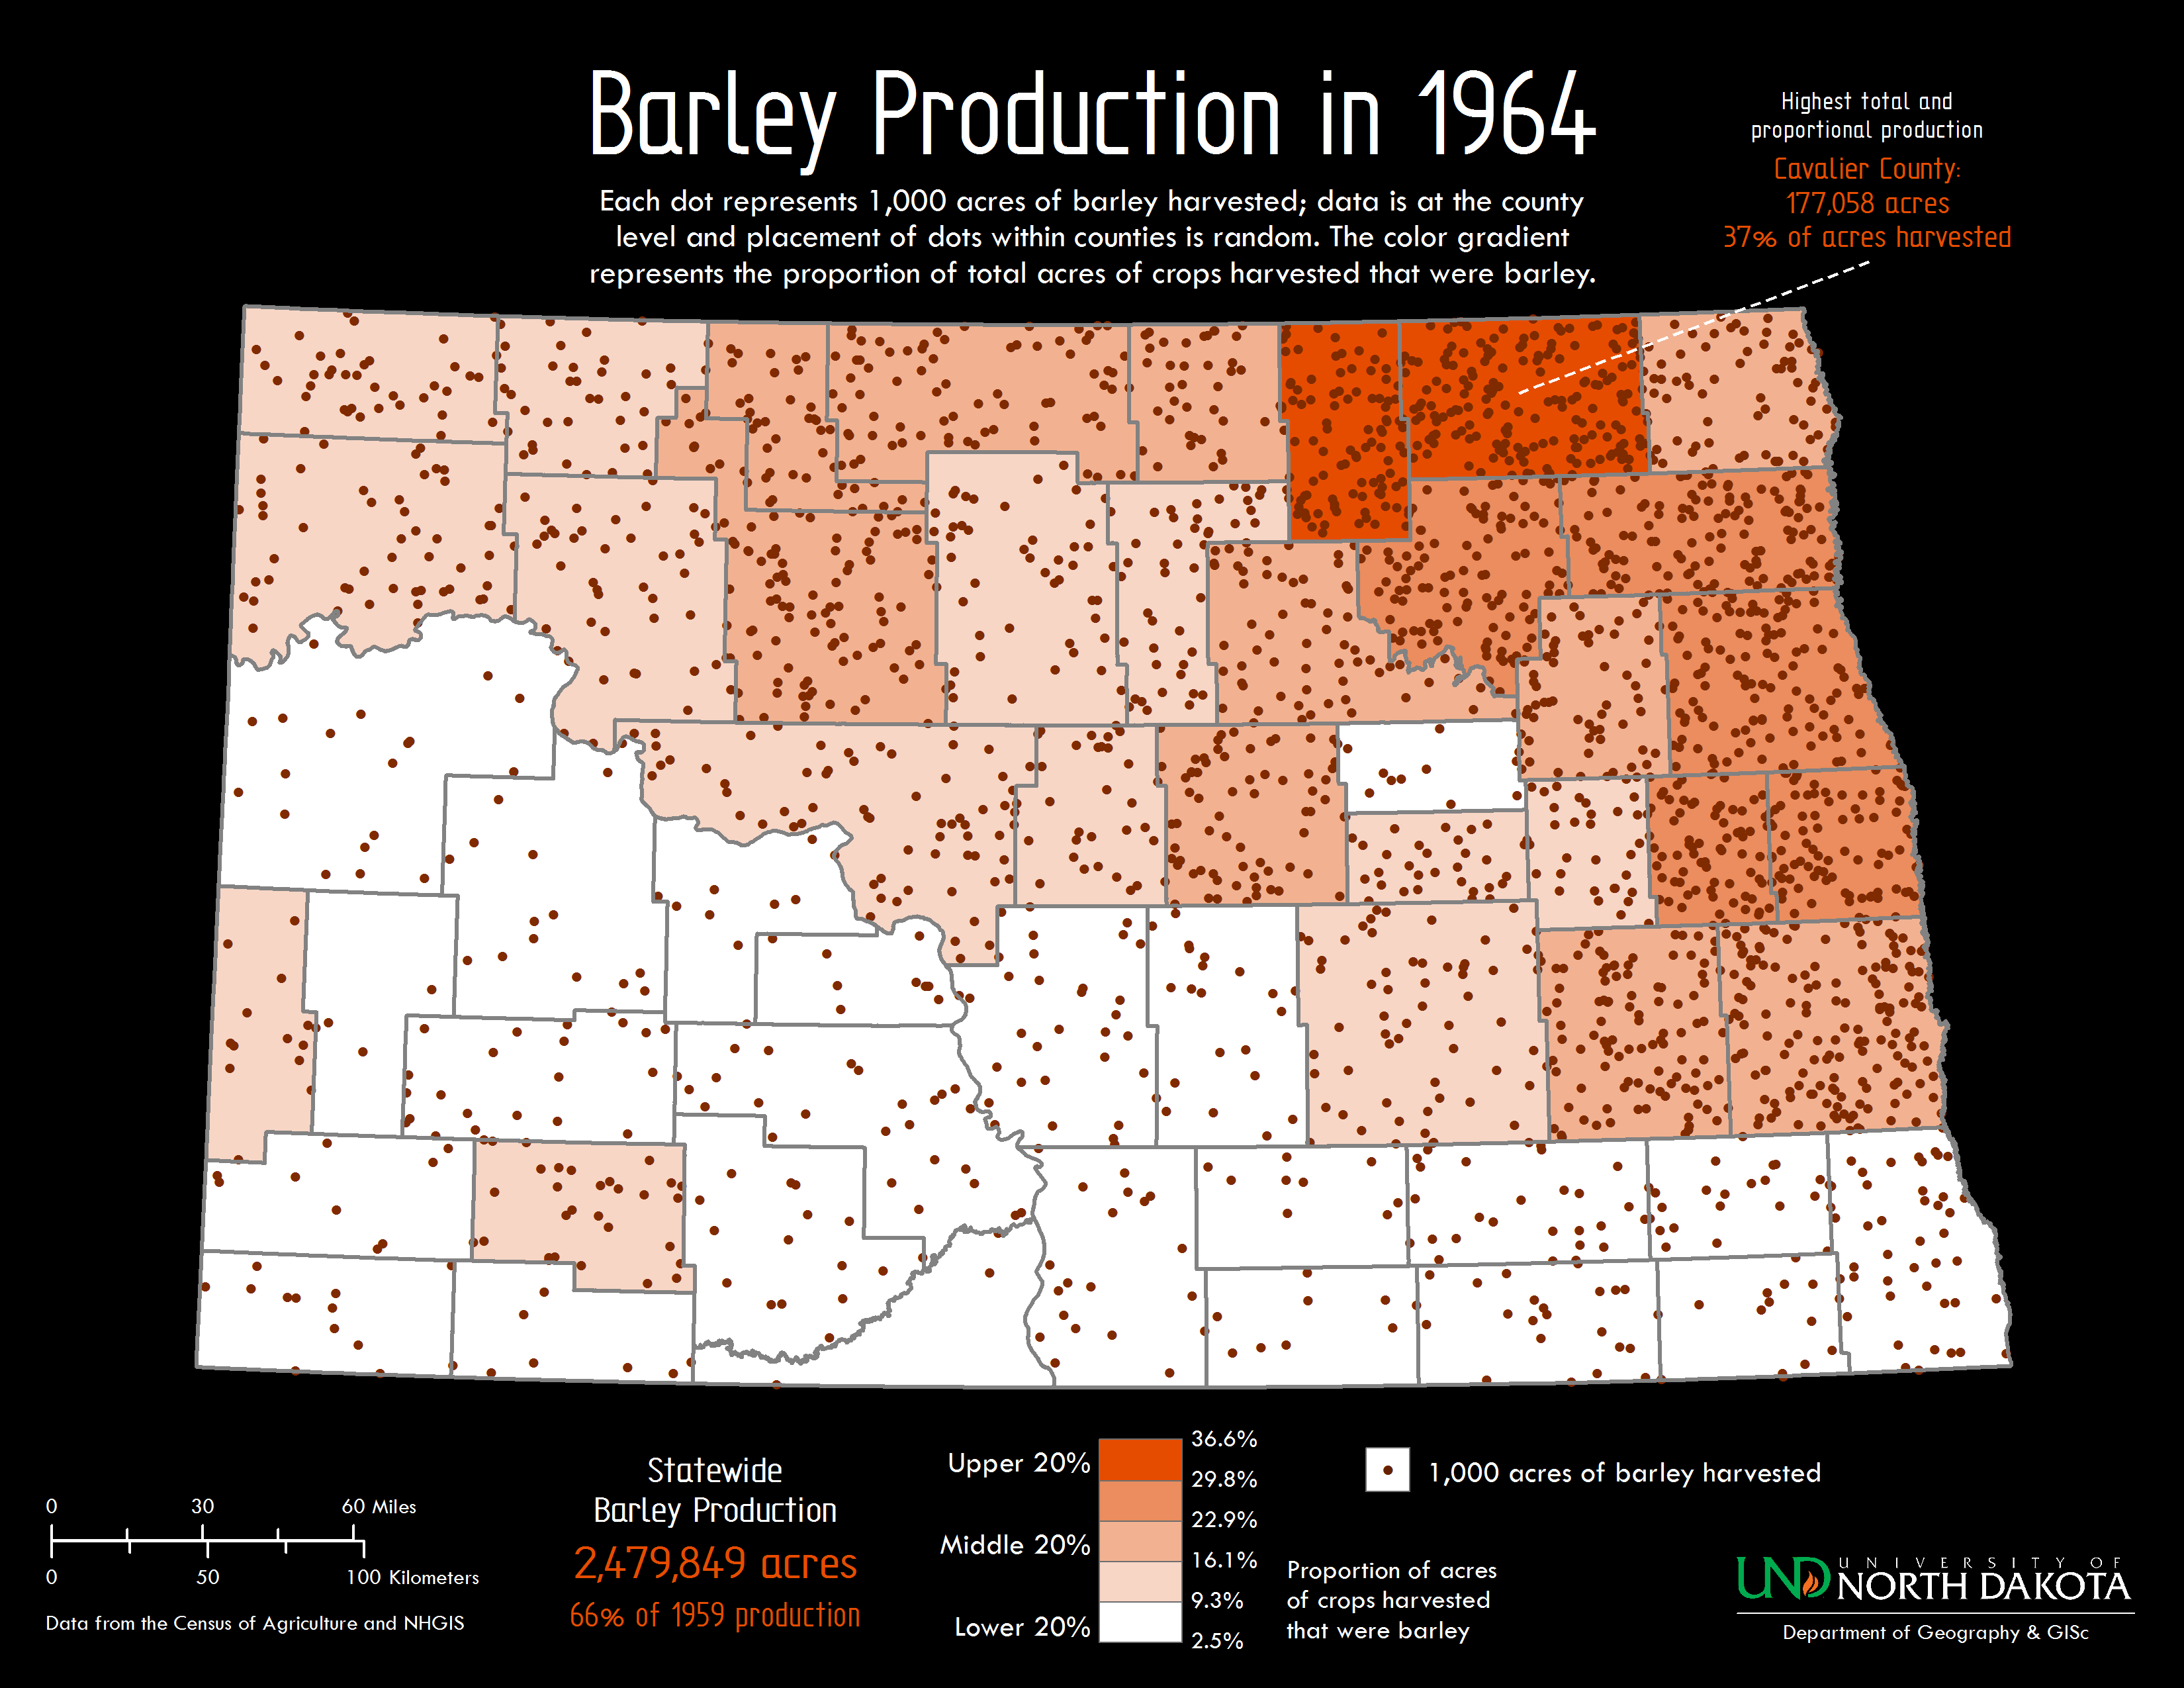 Barley Production in 1964
Each dot represents 1,000 acres of barley harvested; data is at the county
level and placement of dots within counties is random. The color gradient
represents the proportion of total acres of crops harvested that were barley.
Highest total and
proportional production
Cavalier County:
177,058 acres
37% of acres harvested
0 30 60 Miles
0 50 100 Kilometers
Data from the Census of Agriculture and NHGIS
Statewide
Barley Production
2,479,849 acres
66% of 1959 production
Upper 20%
Middle 20%
Lower 20%
36.6%
29.8%
22.9%
16.1%
9.3%
2.5%
Proportion of acres
of crops harvested
that were barley
1,000 acres of barley harvested
UND
UNIVERSITY OF
NORTH DAKOTA
Department of Geography & GISc